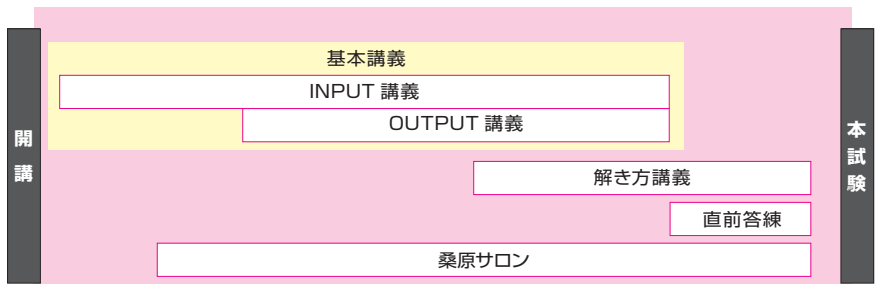 開講
基本講義
INPUT 講義
OUTPUT 講義
解き方講義
直前答練
桑原サロン
本試験